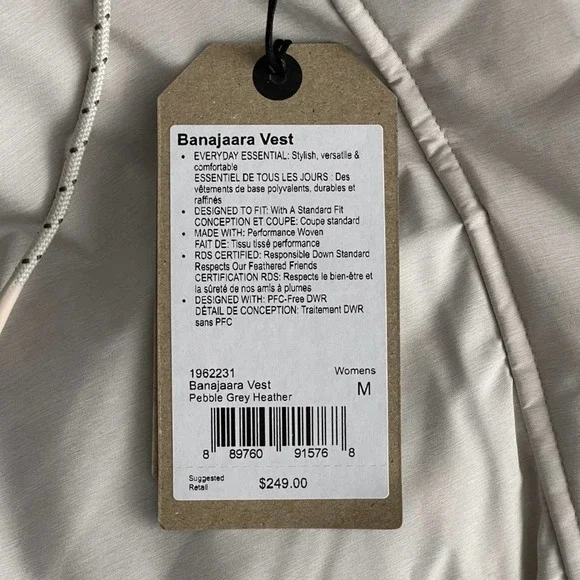 Banajaara Vest
• EVERYDAY ESSENTIAL: Stylish, versatile &
comfortable
ESSENTIEL DE TOUS LES JOURS : Des
vêtements de base polyvalents, durables et
raffinés
• DESIGNED TO FIT: With A Standard Fit
CONCEPTION ET COUPE: Coupe standard
• MADE WITH: Performance Woven
FAIT DE: Tissu tissé performance
• RDS CERTIFIED: Responsible Down Standard
Respects Our Feathered Friends
CERTIFICATION RDS: Respecte le bien-être et
la sûreté de nos amis à plumes
• DESIGNED WITH: PFC-Free DWR
DÉTAIL DE CONCEPTION: Traitement DWR
sans PFC
1962231 Womens
Banajaara Vest M
Pebble Grey Heather
8 89760 91576 8
Suggested
Retail $249.00